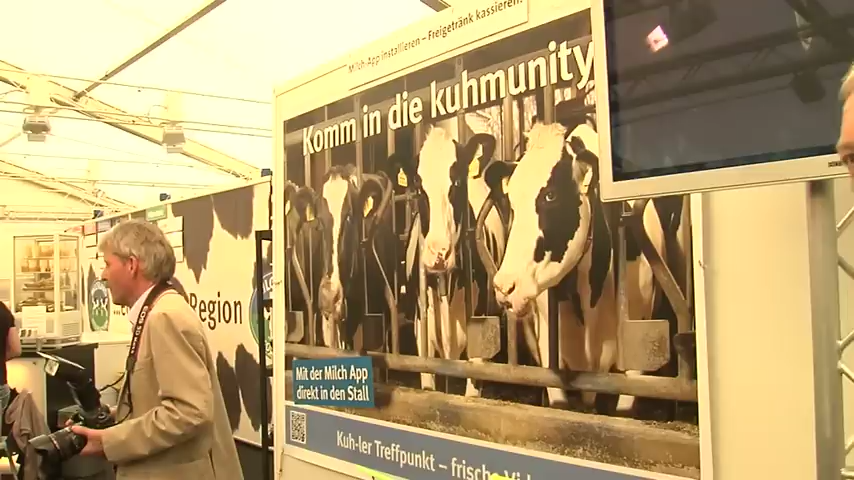 Milch-App installieren – Freigetränk kassieren.
Komm in die kuhmunity
Region
Mit der Milch App
direkt in den Stall
Kuh-ler Treffpunkt – frische